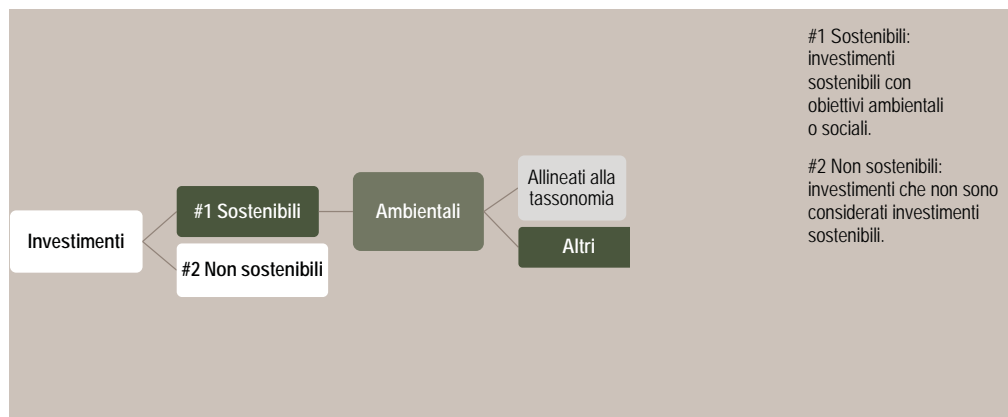 Investimenti
#1 Sostenibili
#2 Non sostenibili
Ambientali
Allineati alla
tassonomia
Altri
#1 Sostenibili:
investimenti
sostenibili con
obiettivi ambientali
o sociali.
#2 Non sostenibili:
investimenti che non sono
considerati investimenti
sostenibili.